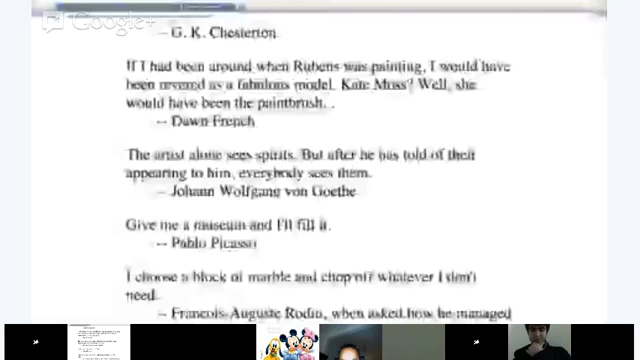 Google+
-- G. K. Chesterton
If I had been around when Rubens was painting, I would have
been revered as a fabulous model. Kate Moss? Well, she
would have been the paintbrush. .
-- Dawn French
The artist alone sees spirits. But after he has told of their
appearing to him, everybody sees them.
-- Johann Wolfgang von Goethe
Give me a museum and I'll fill it.
-- Pablo Picasso
I choose a block of marble and chop off whatever I don't
need.
-- Francois-Auguste Rodin, when asked how he managed